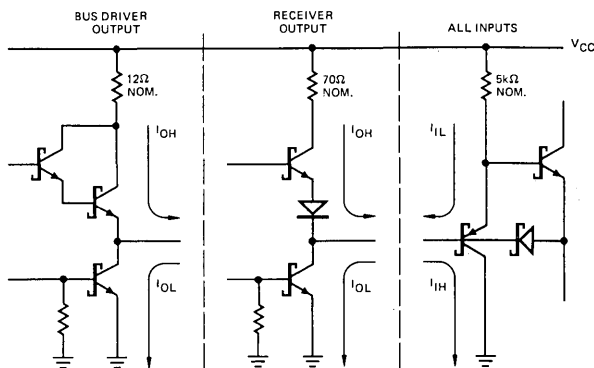 BUS DRIVER
OUTPUT
RECEIVER
OUTPUT
ALL INPUTS
VCC
12Ω
NOM.
70Ω
NOM.
5kΩ
NOM.
IOH
IOH
IIL
IOL
IOL
IIH